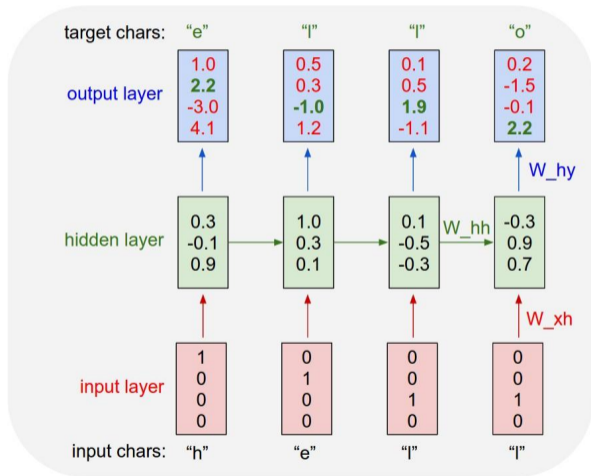 target chars: “e” “l” “l” “o”
output layer
1.0 0.5 0.1 0.2
2.2 0.3 0.5 -1.5
-3.0 -1.0 1.9 -0.1
4.1 1.2 -1.1 2.2
W_hy
hidden layer
0.3 1.0 0.1 -0.3
-0.1 0.3 -0.5 0.9
0.9 0.1 -0.3 0.7
W_hh
W_xh
input layer
1 0 0 0
0 1 0 0
0 0 1 1
0 0 0 0
input chars: “h” “e” “l” “l”